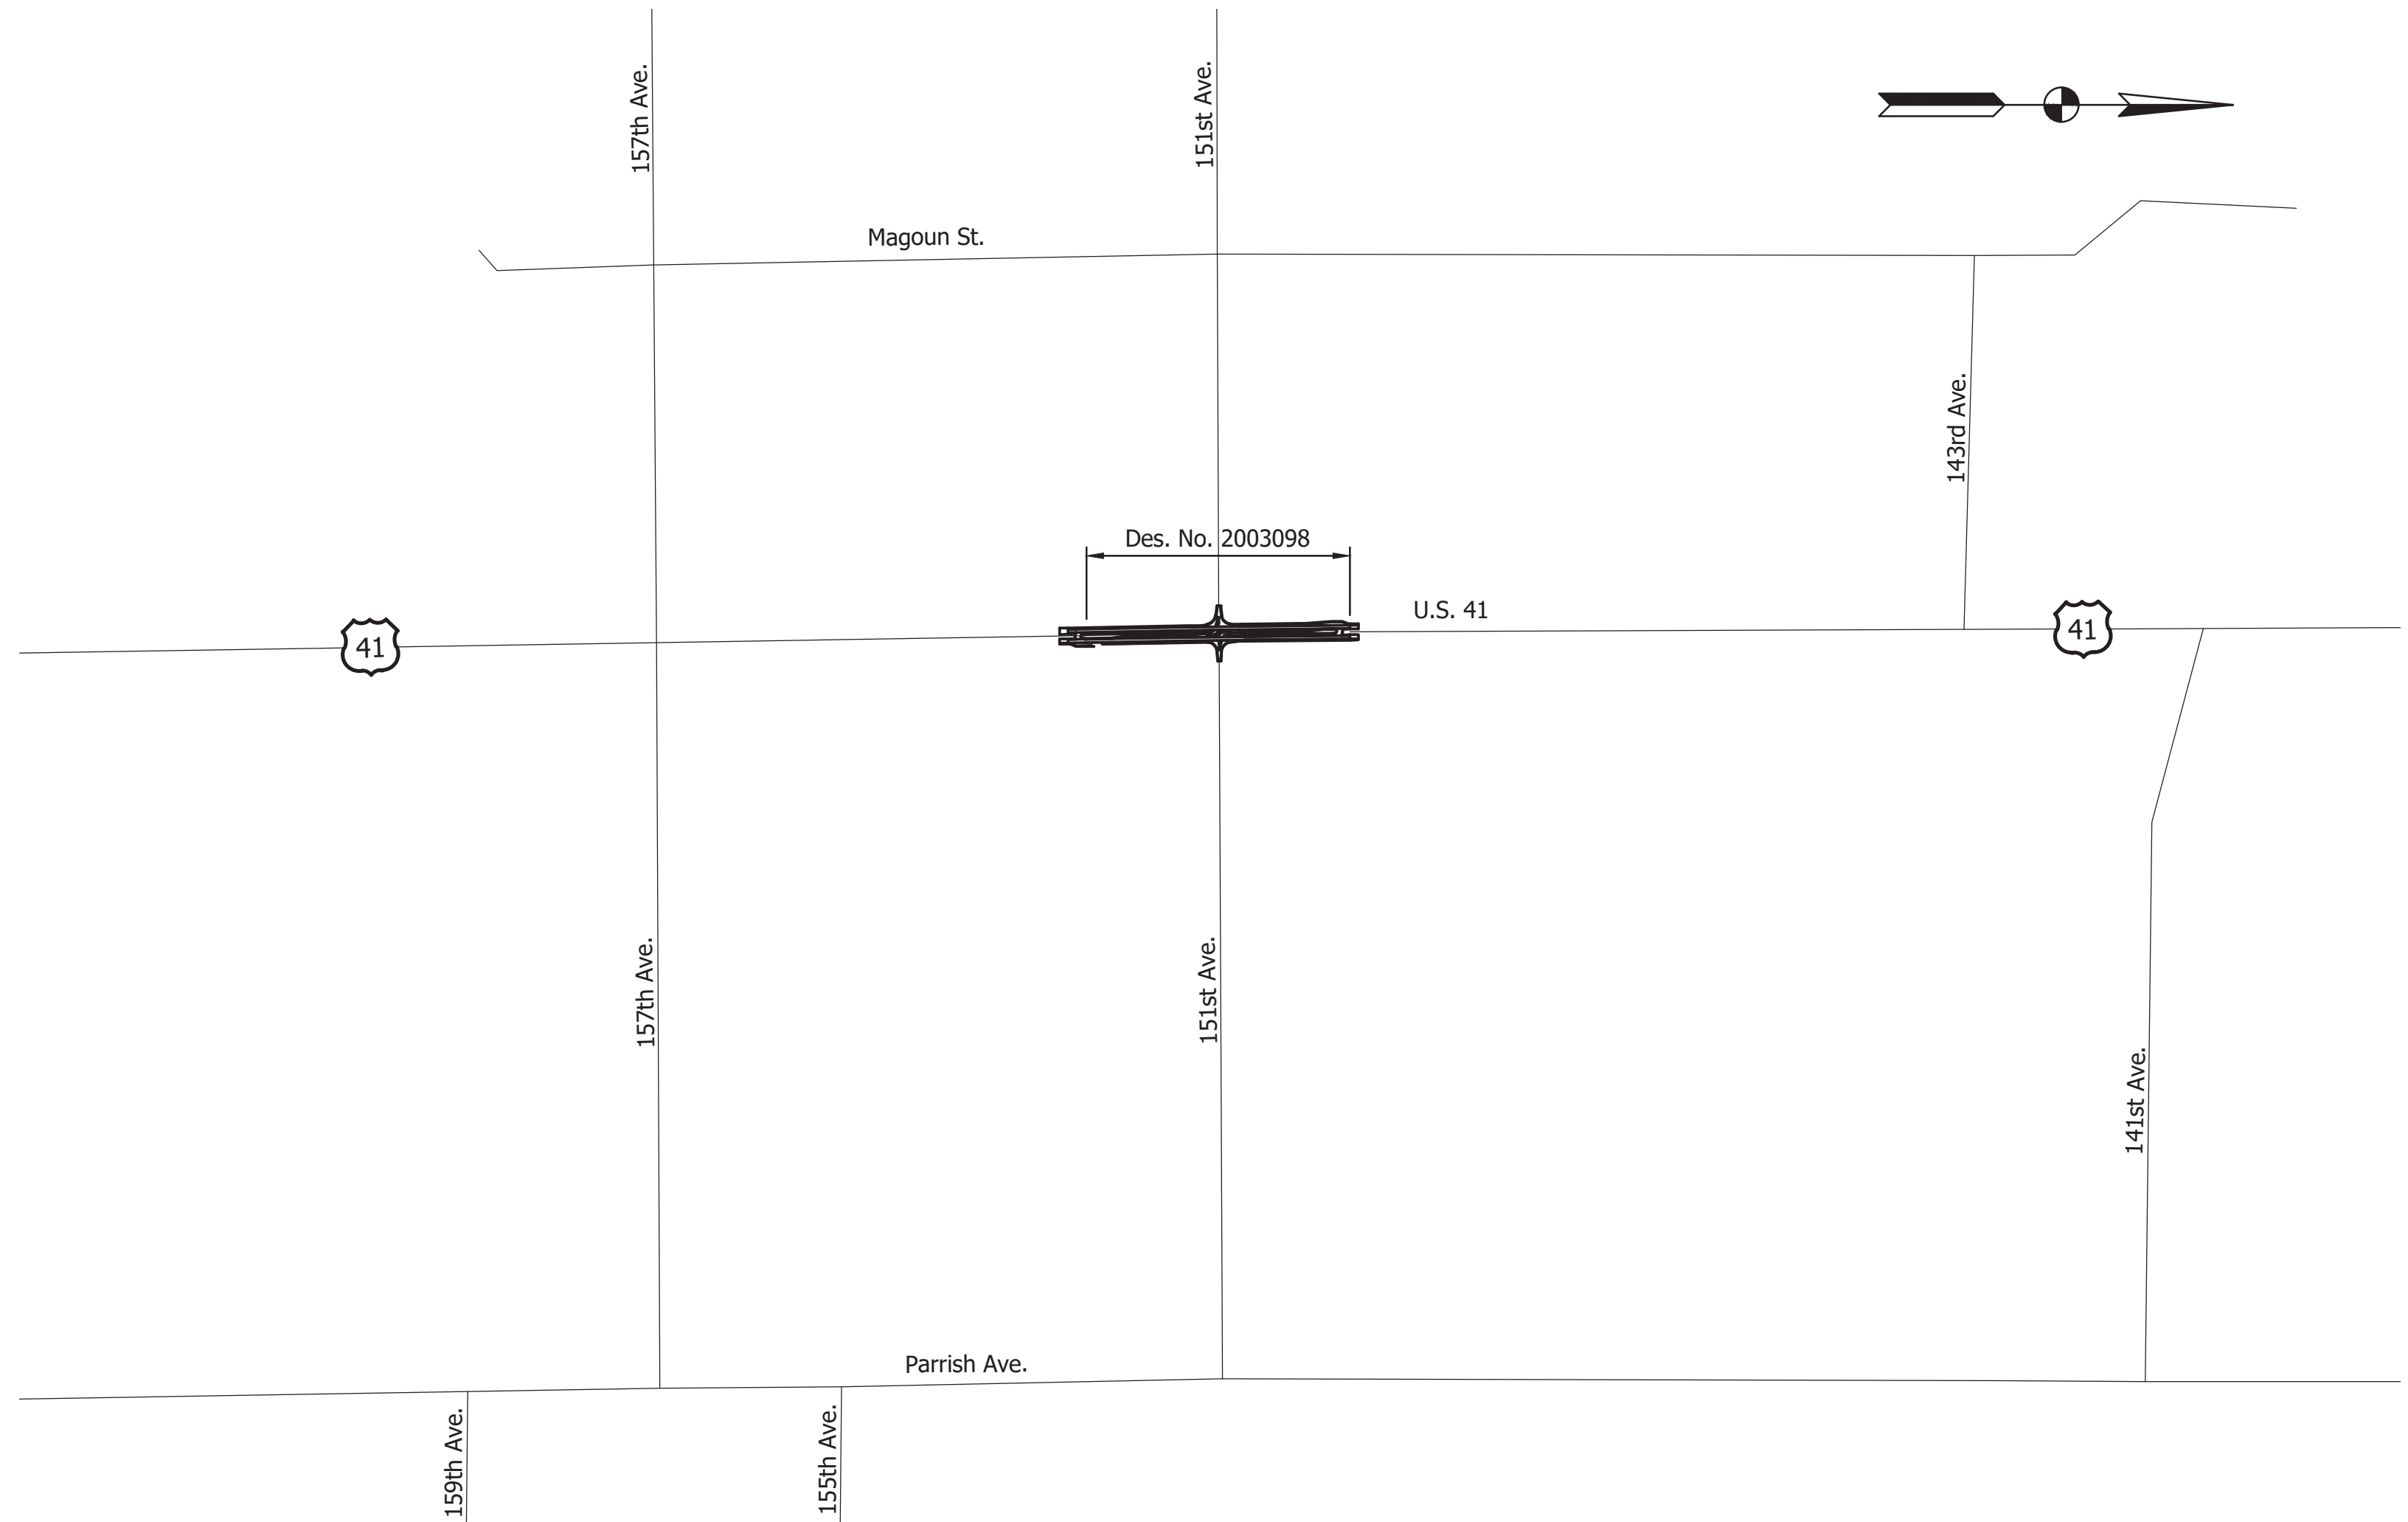 157th Ave.
151st Ave.
Magoun St.
143rd Ave.
Des. No. 2003098
U.S. 41
41
41
157th Ave.
151st Ave.
141st Ave.
Parrish Ave.
159th Ave.
155th Ave.